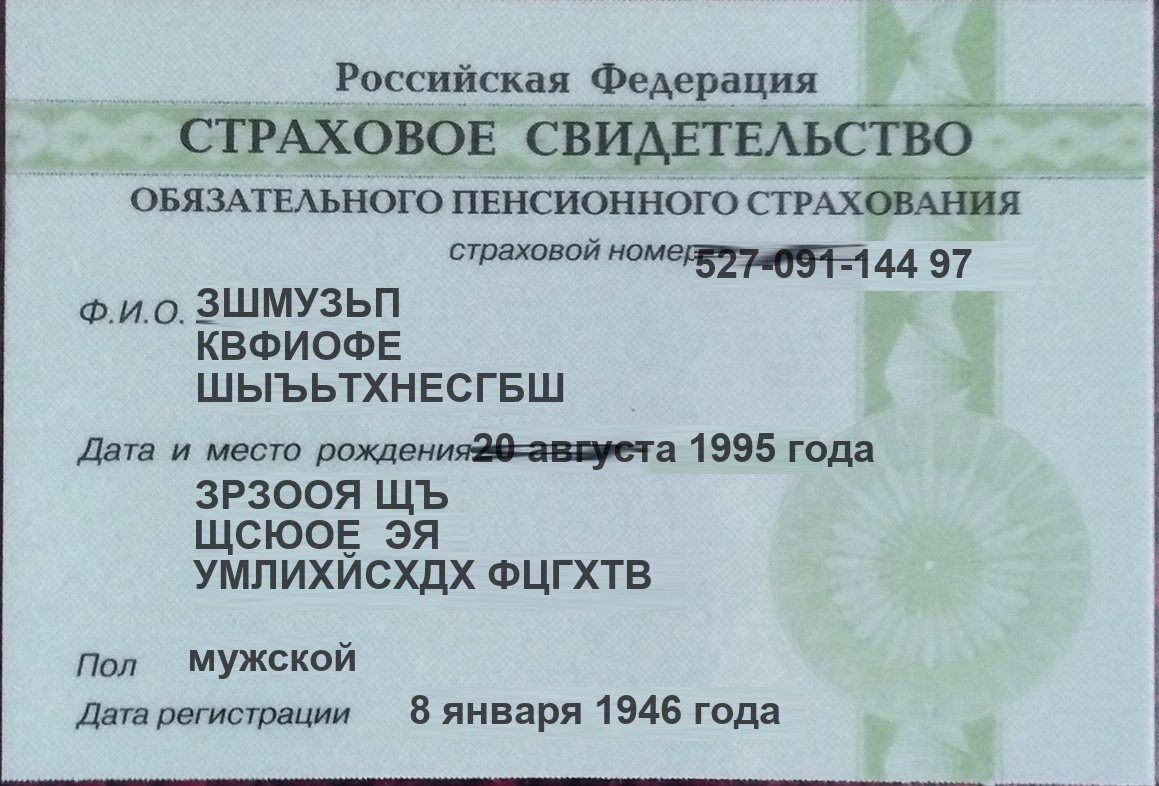 Российская Федерация
СТРАХОВОЕ СВИДЕТЕЛЬСТВО
ОБЯЗАТЕЛЬНОГО ПЕНСИОННОГО СТРАХОВАНИЯ
страховой номер 527-091-144 97
Ф.И.О. ЗШМУЗЬП
КВФИОФЕ
ШЫЪЬТХНЕСГБШ
Дата и место рождения 20 августа 1995 года
ЗРЗООЯ ЩЪ
ЩСЮОЕ ЭЯ
УМЛИХЙСХДХ ФЦГХТВ
Пол мужской
Дата регистрации 8 января 1946 года